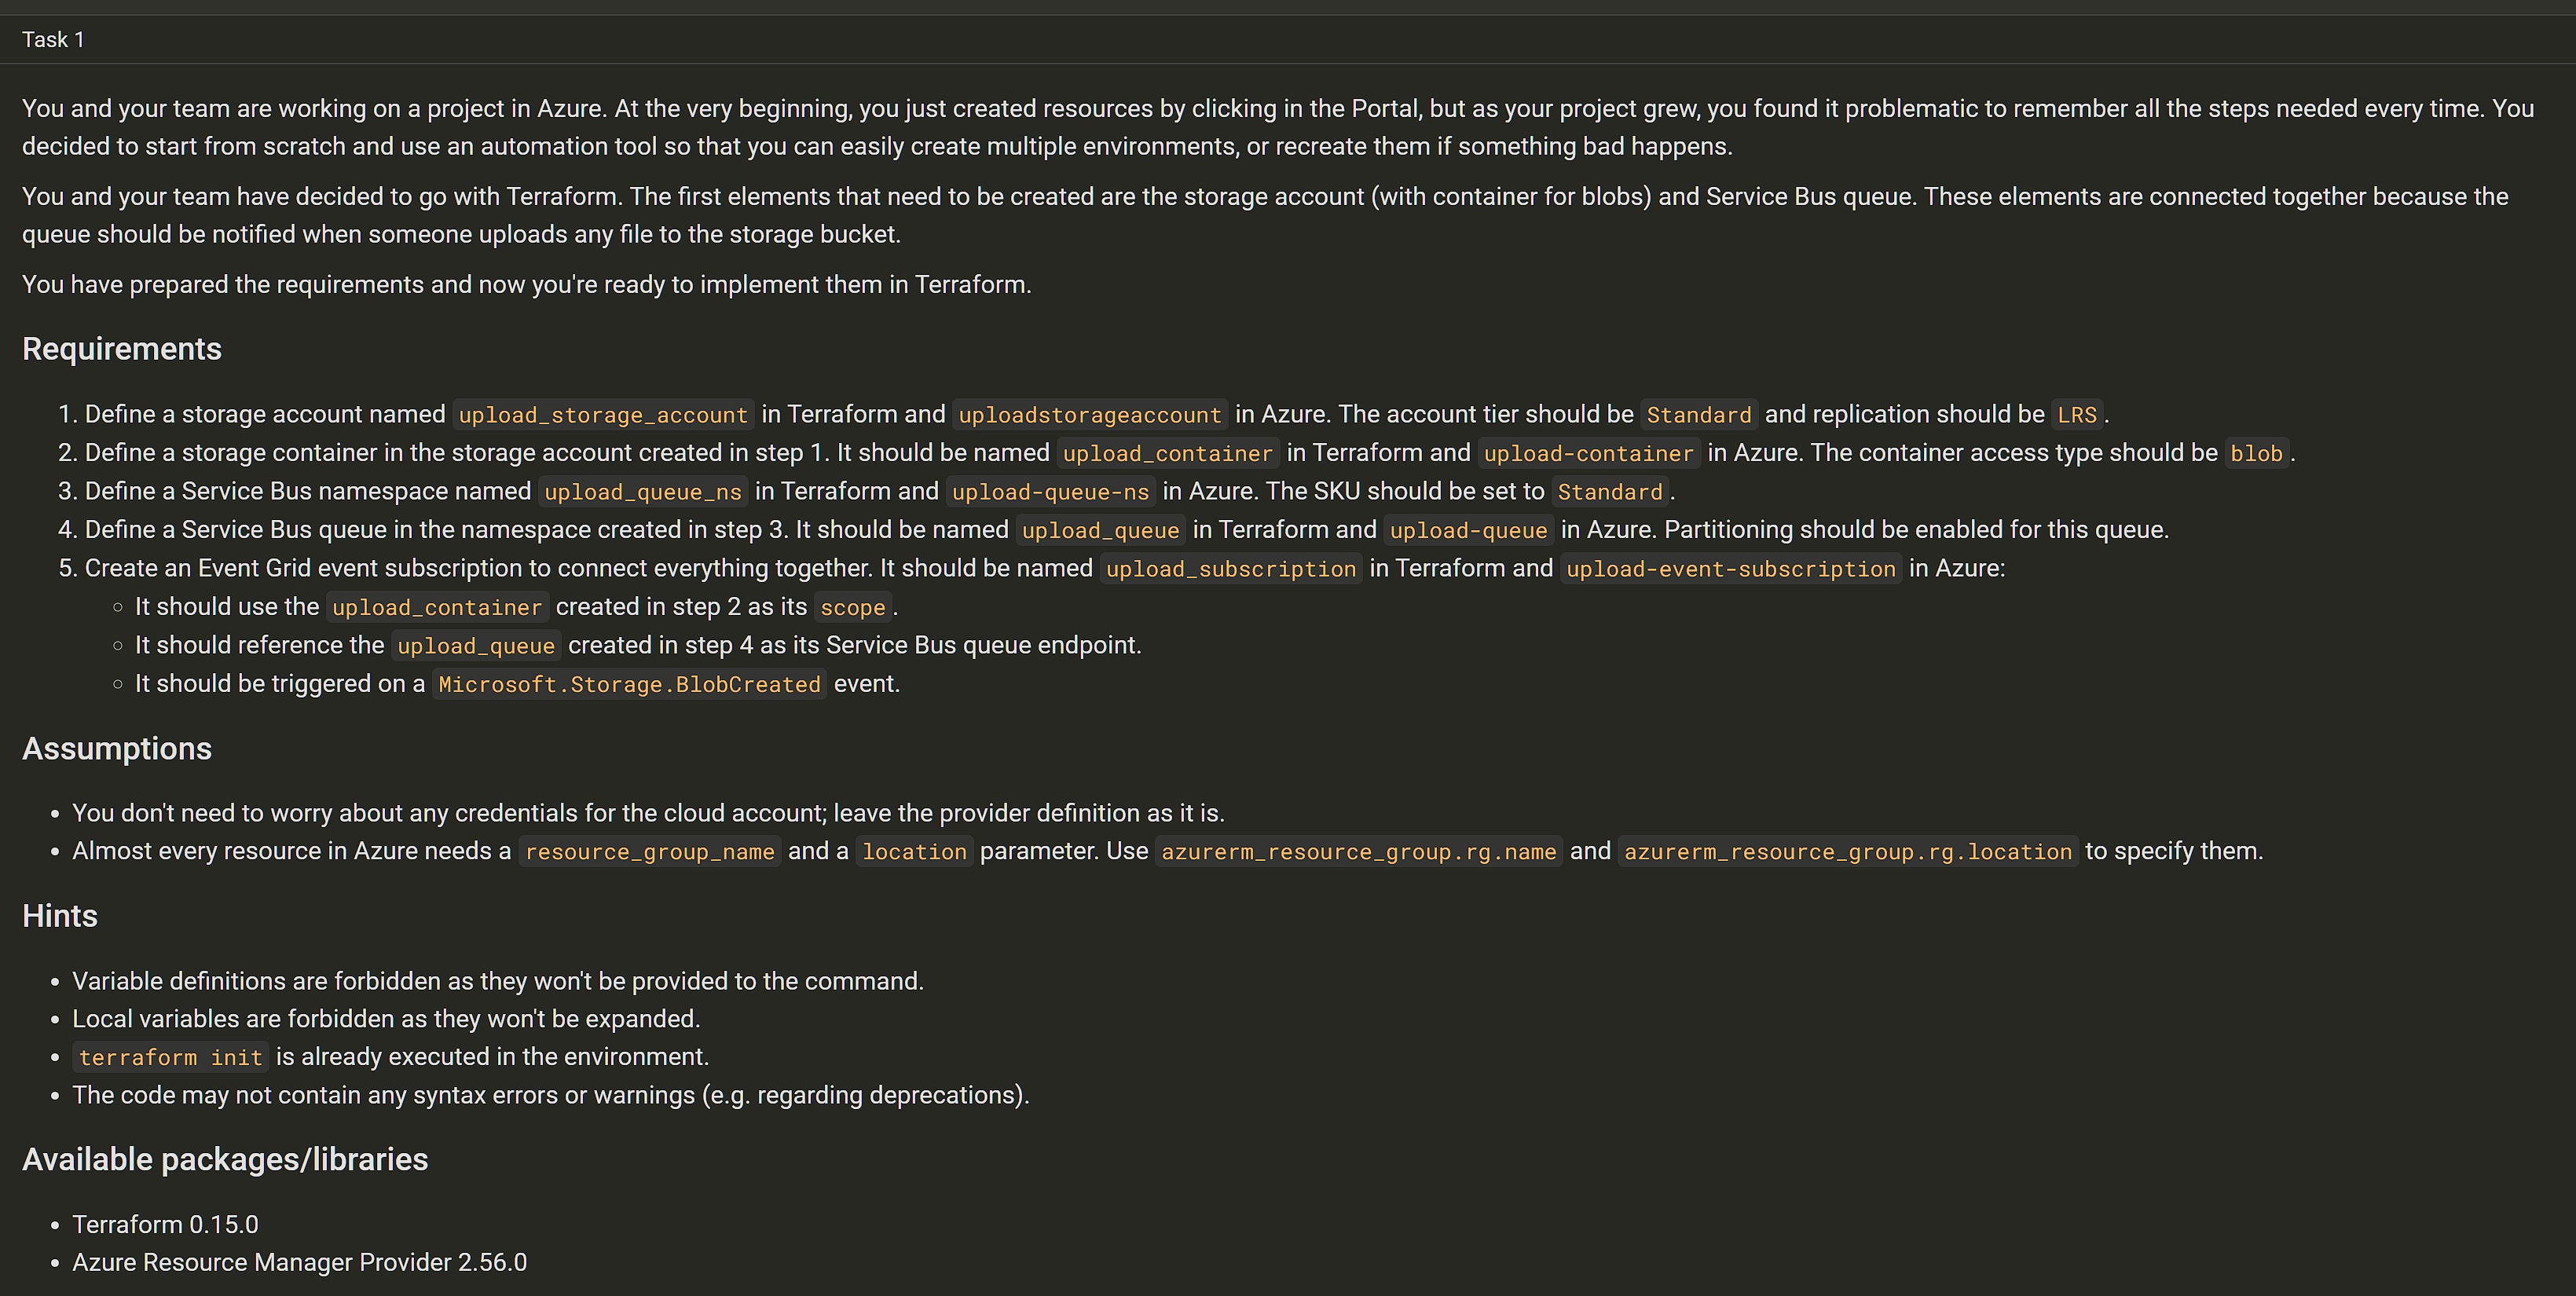 Task 1
You and your team are working on a project in Azure. At the very beginning, you just created resources by clicking in the Portal, but as your project grew, you found it problematic to remember all the steps needed every time. You
decided to start from scratch and use an automation tool so that you can easily create multiple environments, or recreate them if something bad happens.
You and your team have decided to go with Terraform. The first elements that need to be created are the storage account (with container for blobs) and Service Bus queue. These elements are connected together because the
queue should be notified when someone uploads any file to the storage bucket.
You have prepared the requirements and now you're ready to implement them in Terraform.
Requirements
1. Define a storage account named upload_storage_account in Terraform and uploadstorageaccount in Azure. The account tier should be Standard and replication should be LRS.
2. Define a storage container in the storage account created in step 1. It should be named upload_container in Terraform and upload-container in Azure. The container access type should be blob.
3. Define a Service Bus namespace named upload_queue_ns in Terraform and upload-queue-ns in Azure. The SKU should be set to Standard.
4. Define a Service Bus queue in the namespace created in step 3. It should be named upload_queue in Terraform and upload-queue in Azure. Partitioning should be enabled for this queue.
5. Create an Event Grid event subscription to connect everything together. It should be named upload_subscription in Terraform and upload-event-subscription in Azure:
◦ It should use the upload_container created in step 2 as its scope.
◦ It should reference the upload_queue created in step 4 as its Service Bus queue endpoint.
◦ It should be triggered on a Microsoft.Storage.BlobCreated event.
Assumptions
• You don't need to worry about any credentials for the cloud account; leave the provider definition as it is.
• Almost every resource in Azure needs a resource_group_name and a location parameter. Use azurerm_resource_group.rg.name and azurerm_resource_group.rg.location to specify them.
Hints
• Variable definitions are forbidden as they won't be provided to the command.
• Local variables are forbidden as they won't be expanded.
• terraform init is already executed in the environment.
• The code may not contain any syntax errors or warnings (e.g. regarding deprecations).
Available packages/libraries
• Terraform 0.15.0
• Azure Resource Manager Provider 2.56.0